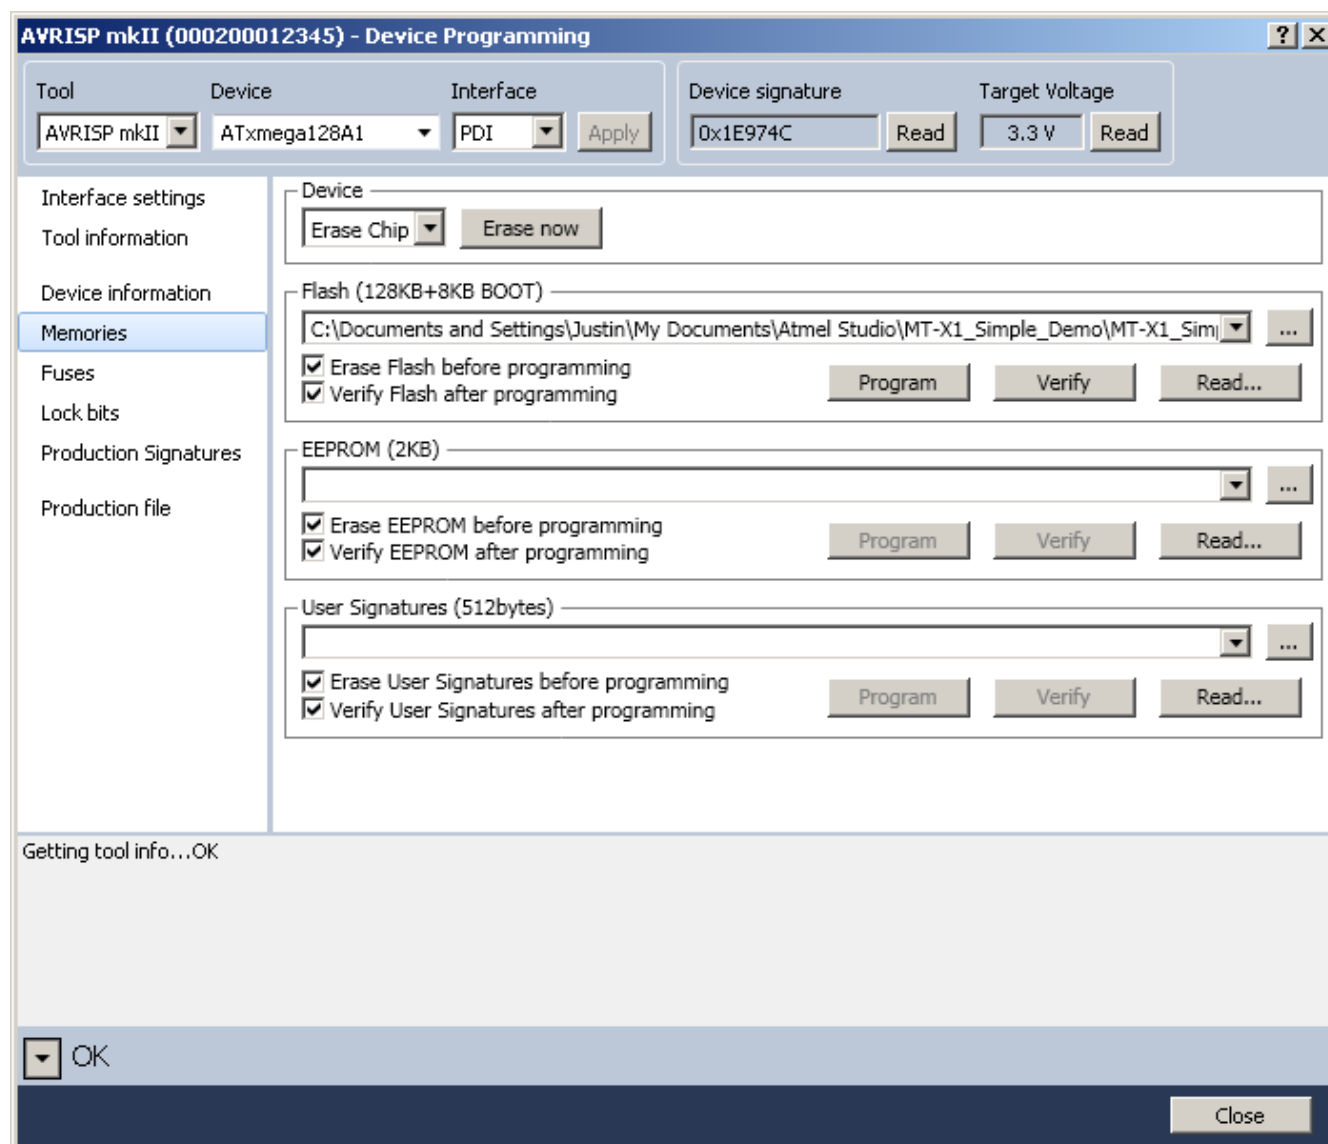 AVRISP mkII (000200012345) - Device Programming
Tool Device Interface Device signature Target Voltage
AVRISP mkII ATxmega128A1 PDI Apply 0x1E974C Read 3.3 V Read
Interface settings
Tool information
Device information
Memories
Fuses
Lock bits
Production Signatures
Production file
Device
Erase Chip Erase now
Flash (128KB+8KB BOOT)
C:\Documents and Settings\Justin\My Documents\Atmel Studio\MT-X1_Simple_Demo\MT-X1_Sim ...
Erase Flash before programming
Verify Flash after programming
Program Verify Read...
EEPROM (2KB)
...
Erase EEPROM before programming
Verify EEPROM after programming
Program Verify Read...
User Signatures (512bytes)
...
Erase User Signatures before programming
Verify User Signatures after programming
Program Verify Read...
Getting tool info...OK
OK
Close